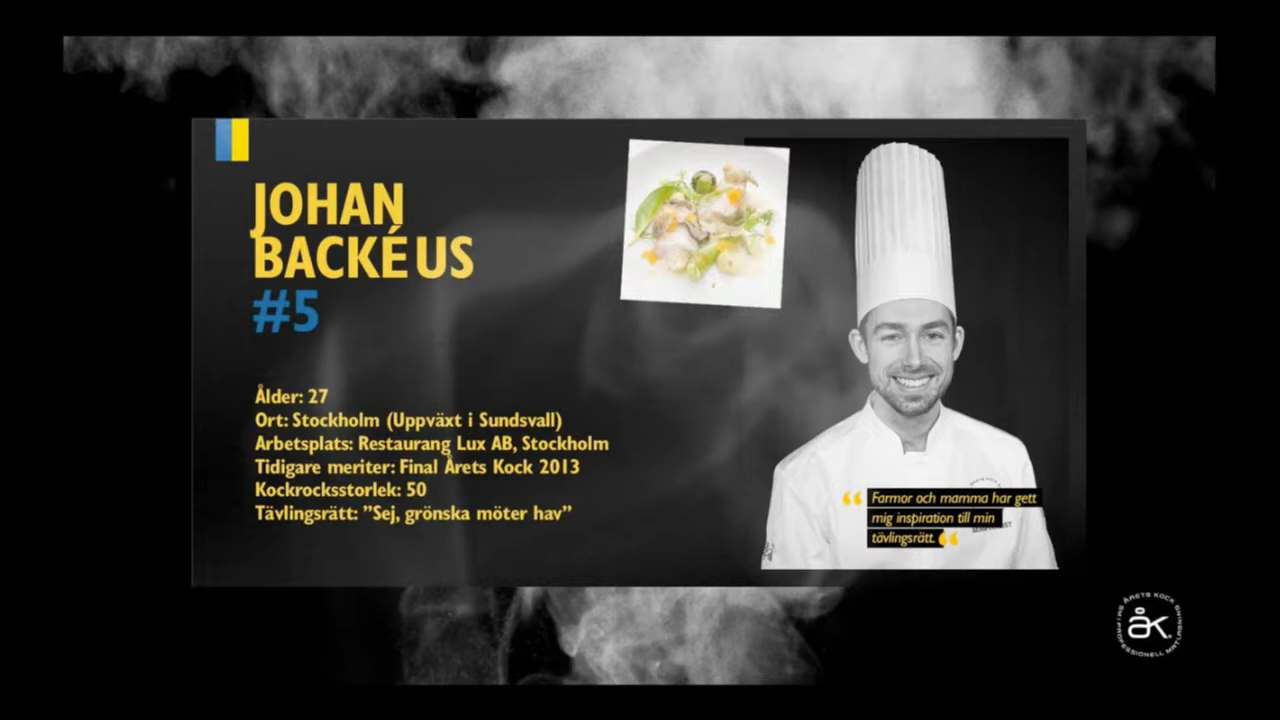 JOHAN
BACKÉUS
#5
Ålder: 27
Ort: Stockholm (Uppväxt i Sundsvall)
Arbetsplats: Restaurang Lux AB, Stockholm
Tidigare meriter: Final Årets Kock 2013
Kockrocksstorlek: 50
Tävlingsrätt: ”Sej, grönska möter hav”
“ Farmor och mamma har gett
mig inspiration till min
tävlingsrätt. “
åk
ÅRETS KOCK